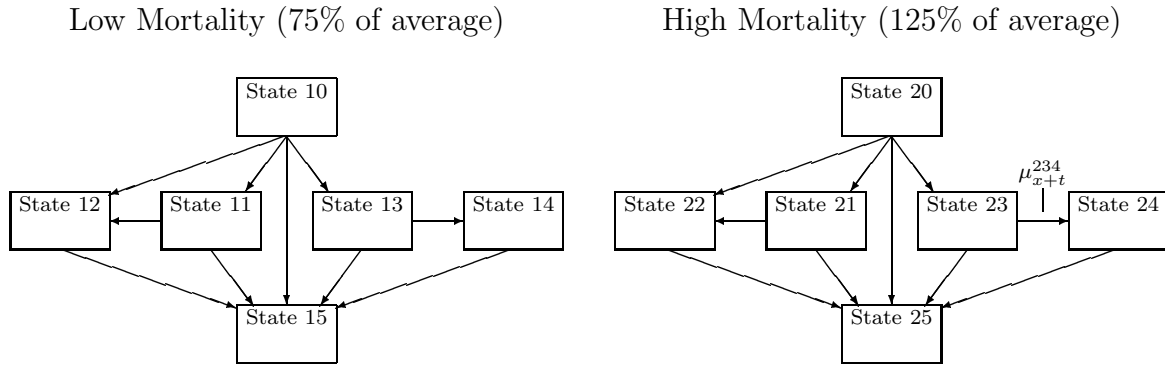 Low Mortality (75% of average)
High Mortality (125% of average)
State 10
State 20
State 12
State 11
State 13
State 14
State 22
State 21
State 23
μ^{234}_{x+t}
State 24
State 15
State 25